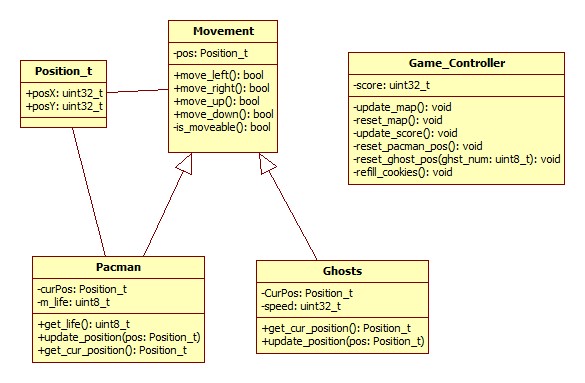 Movement
-pos: Position_t
+move_left(): bool
+move_right(): bool
+move_up(): bool
+move_down(): bool
-is_moveable(): bool
Position_t
+posX: uint32_t
+posY: uint32_t
Game_Controller
-score: uint32_t
-update_map(): void
-reset_map(): void
-update_score(): void
-reset_pacman_pos(): void
-reset_ghost_pos(ghst_num: uint8_t): void
-refill_cookies(): void
Pacman
-curPos: Position_t
-m_life: uint8_t
+get_life(): uint8_t
+update_position(pos: Position_t)
+get_cur_position(): Position_t
Ghosts
-CurPos: Position_t
-speed: uint32_t
+get_cur_position(): Position_t
+update_position(pos: Position_t)